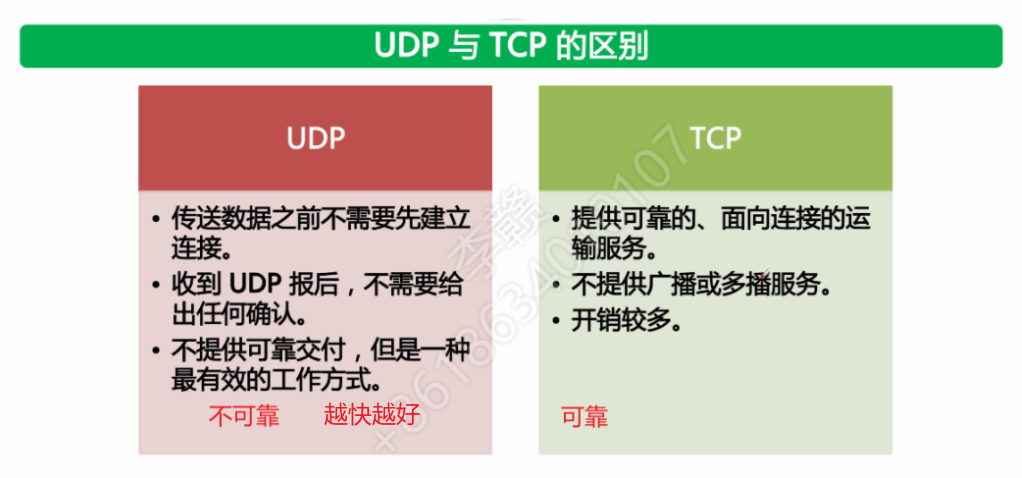 UDP 与 TCP 的区别
UDP
• 传送数据之前不需要先建立
连接。
• 收到 UDP 报后，不需要给
出任何确认。
• 不提供可靠交付，但是一种
最有效的工作方式。
不可靠 越快越好
TCP
• 提供可靠的、面向连接的运
输服务。
• 不提供广播或多播服务。
• 开销较多。
可靠